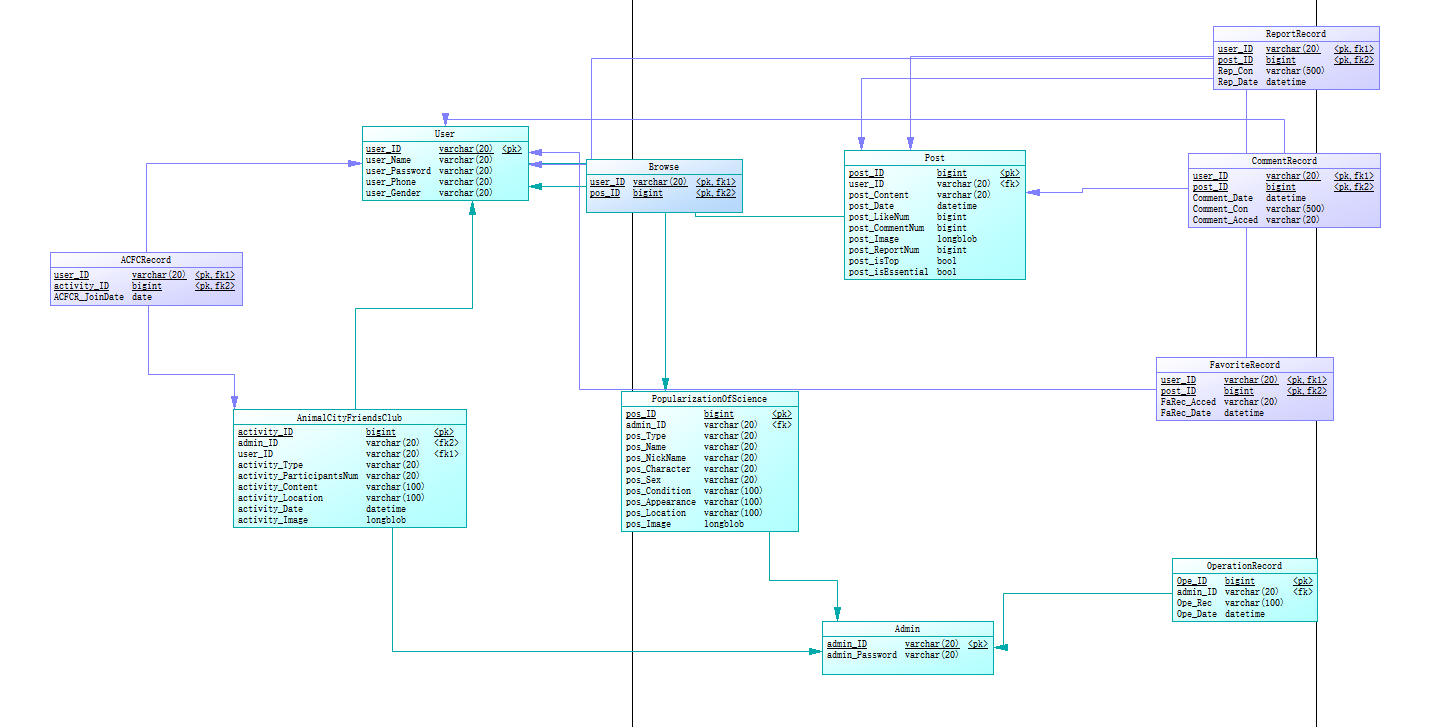 ReportRecord
user_ID varchar(20) <pk,fk1>
post_ID bigint <pk,fk2>
Rep_Con varchar(500)
Rep_Date datetime
User
user_ID varchar(20) <pk>
user_Name varchar(20)
user_Password varchar(20)
user_Phone varchar(20)
user_Gender varchar(20)
Browse
user_ID varchar(20) <pk,fk1>
pos_ID bigint <pk,fk2>
Post
post_ID bigint <pk>
user_ID varchar(20) <fk>
post_Content varchar(20)
post_Date datetime
post_LikeNum bigint
post_CommentNum bigint
post_Image longblob
post_ReportNum bigint
post_isTop bool
post_isEssential bool
CommentRecord
user_ID varchar(20) <pk,fk1>
post_ID bigint <pk,fk2>
Comment_Date datetime
Comment_Con varchar(500)
Comment_Acced varchar(20)
ACFCRecord
user_ID varchar(20) <pk,fk1>
activity_ID bigint <pk,fk2>
ACFCR_JoinDate date
FavoriteRecord
user_ID varchar(20) <pk,fk1>
post_ID bigint <pk,fk2>
FaRec_Acced varchar(20)
FaRec_Date datetime
AnimalCityFriendsClub
activity_ID bigint <pk>
admin_ID varchar(20) <fk2>
user_ID varchar(20) <fk1>
activity_Type varchar(20)
activity_ParticipantsNum varchar(20)
activity_Content varchar(100)
activity_Location varchar(100)
activity_Date datetime
activity_Image longblob
PopularizationOfScience
pos_ID bigint <pk>
admin_ID varchar(20) <fk>
pos_Type varchar(20)
pos_Name varchar(20)
pos_NickName varchar(20)
pos_Character varchar(20)
pos_Sex varchar(20)
pos_Condition varchar(100)
pos_Appearance varchar(100)
pos_Location varchar(100)
pos_Image longblob
OperationRecord
Ope_ID bigint <pk>
admin_ID varchar(20) <fk>
Ope_Rec varchar(100)
Ope_Date datetime
Admin
admin_ID varchar(20) <pk>
admin_Password varchar(20)